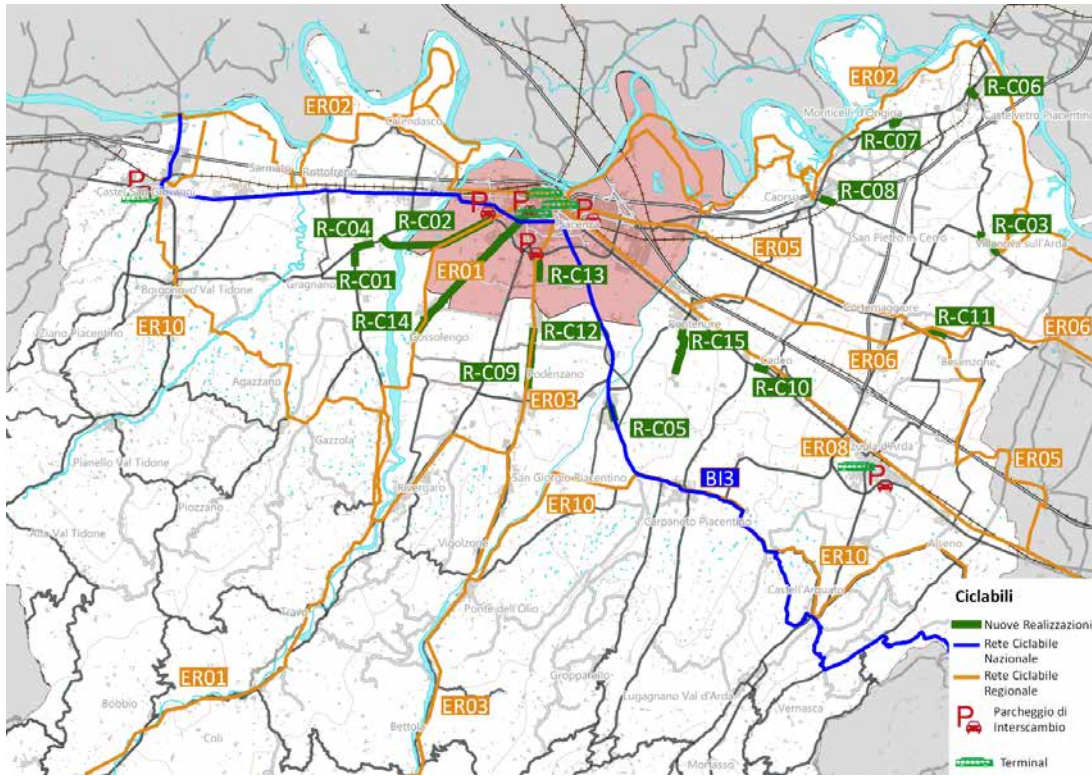 ER02
Calendasco
Sarmato
Rottofreno
P
Castel San Giovanni
R-C04
R-C02
R-C01
ER01
R-C14
Gragnano
Borgonovo Val Tidone
Ziano Piacentino
ER10
Gossolengo
Agazzano
Gazzola
Pianello Val Tidone
Piozzano
Alta Val Tidone
Rivergaro
Travo
ER01
Bobbio
Coli
P
P
P
P
Piacenza
R-C13
R-C12
R-C09
Podenzano
ER03
R-C05
San Giorgio Piacentino
ER10
Vigolzone
Ponte dell'Olio
Gropparello
ER03
Bettola
ER02
Monticelli d'Ongina
R-C06
Castelvetro Piacentino
R-C07
R-C08
Caorso
R-C03
Villanova sull'Arda
San Pietro in Cerro
ER05
Cortemaggiore
R-C11
ER06
Besenzone
Pontenure
R-C15
ER06
Cadeo
R-C10
ER08
ER05
P
BI3
Carpaneto Piacentino
ER10
Alseno
Castell'Arquato
Lugagnano Val d'Arda
Vernasca
Morfasso
Ciclabili
Nuove Realizzazioni
Rete Ciclabile
Nazionale
Rete Ciclabile
Regionale
P
Parcheggio di
Interscambio
Terminal